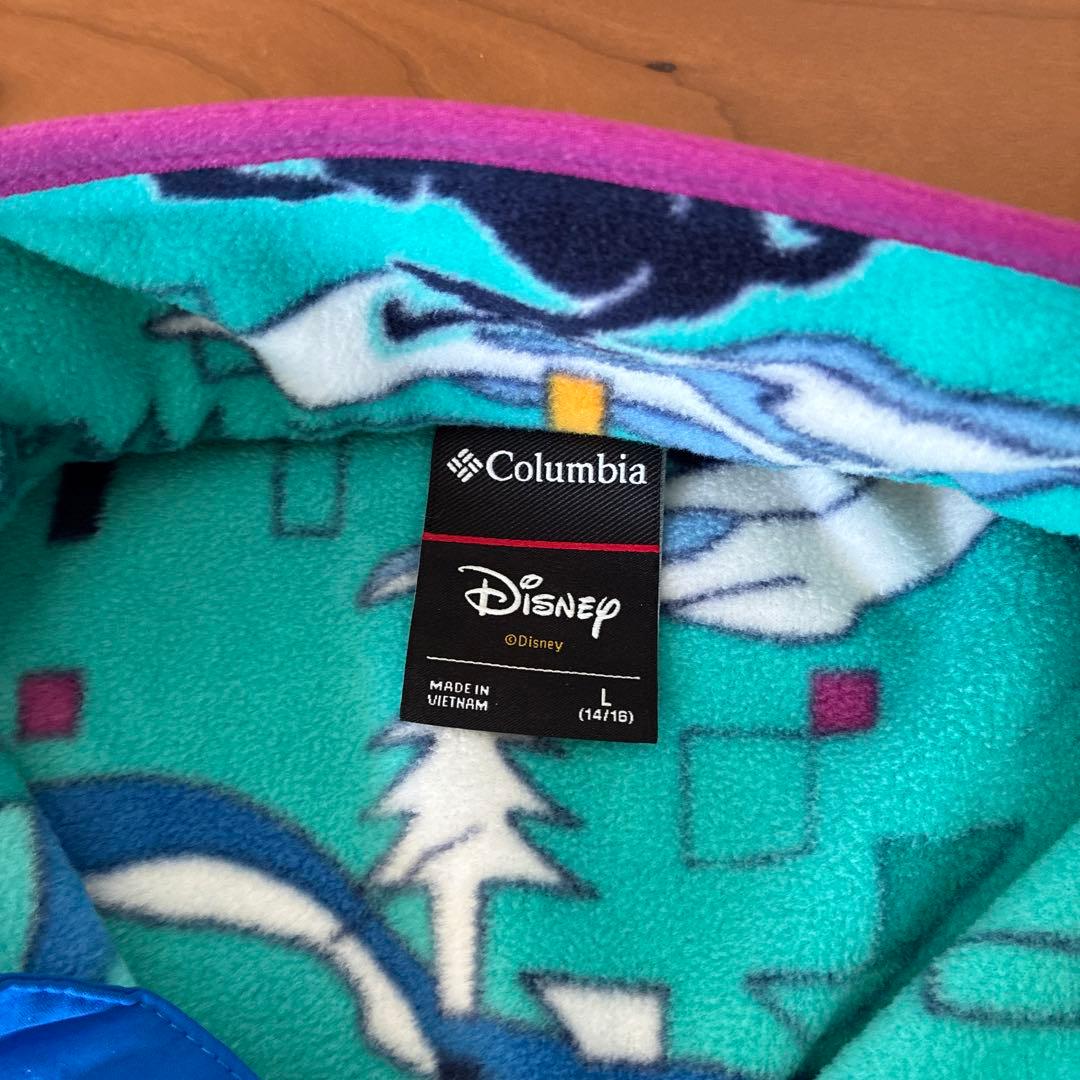 Columbia
Disney
©Disney
MADE IN
VIETNAM
L
(14/16)